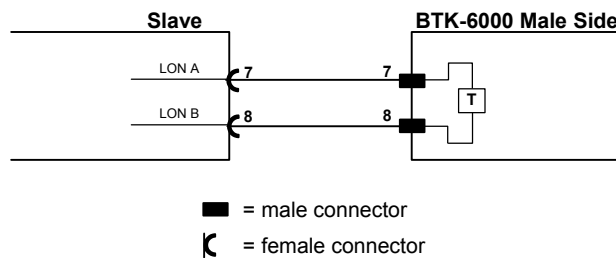 Slave BTK-6000 Male Side
LON A 7 7
T
LON B 8 8
= male connector
= female connector